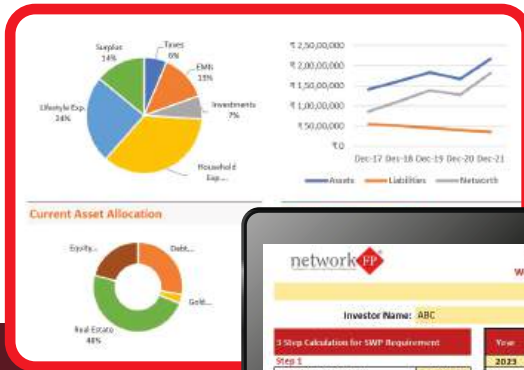 Surplus
14%
Taxes
6%
EMIs
13%
Investments
7%
Household
Exp....
Lifestyle Exp.
24%
₹ 2,50,00,000
₹ 2,00,00,000
₹ 1,50,00,000
₹ 1,00,00,000
₹ 50,00,000
₹ 0
Dec-17 Dec-18 Dec-19 Dec-20 Dec-21
Assets Liabilities Networth
Current Asset Allocation
Equity...
Debt...
Gold...
Real Estate
48%
network FP
W
Investor Name: ABC
3 Step Calculation for SWP Requirement
Year
Step 1
2023